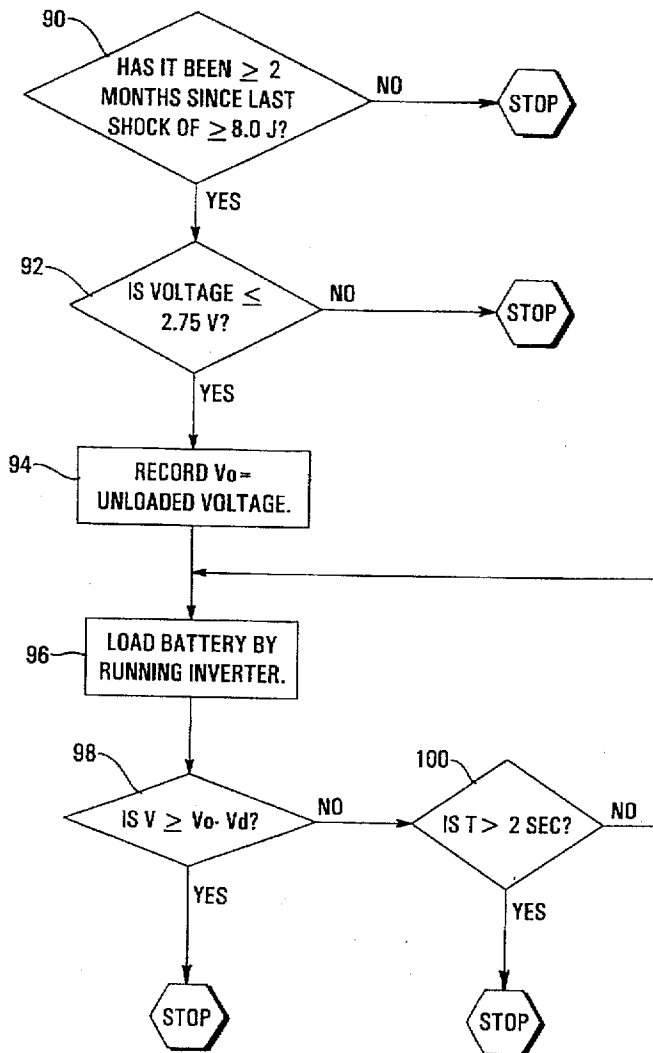 90
HAS IT BEEN ≥ 2
MONTHS SINCE LAST
SHOCK OF ≥ 8.0 J?
NO
STOP
YES
92
IS VOLTAGE ≤
2.75 V?
NO
STOP
YES
94
RECORD Vo=
UNLOADED VOLTAGE.
96
LOAD BATTERY BY
RUNNING INVERTER.
98
IS V ≥ Vo- Vd?
NO
100
IS T > 2 SEC?
NO
YES
YES
STOP
STOP